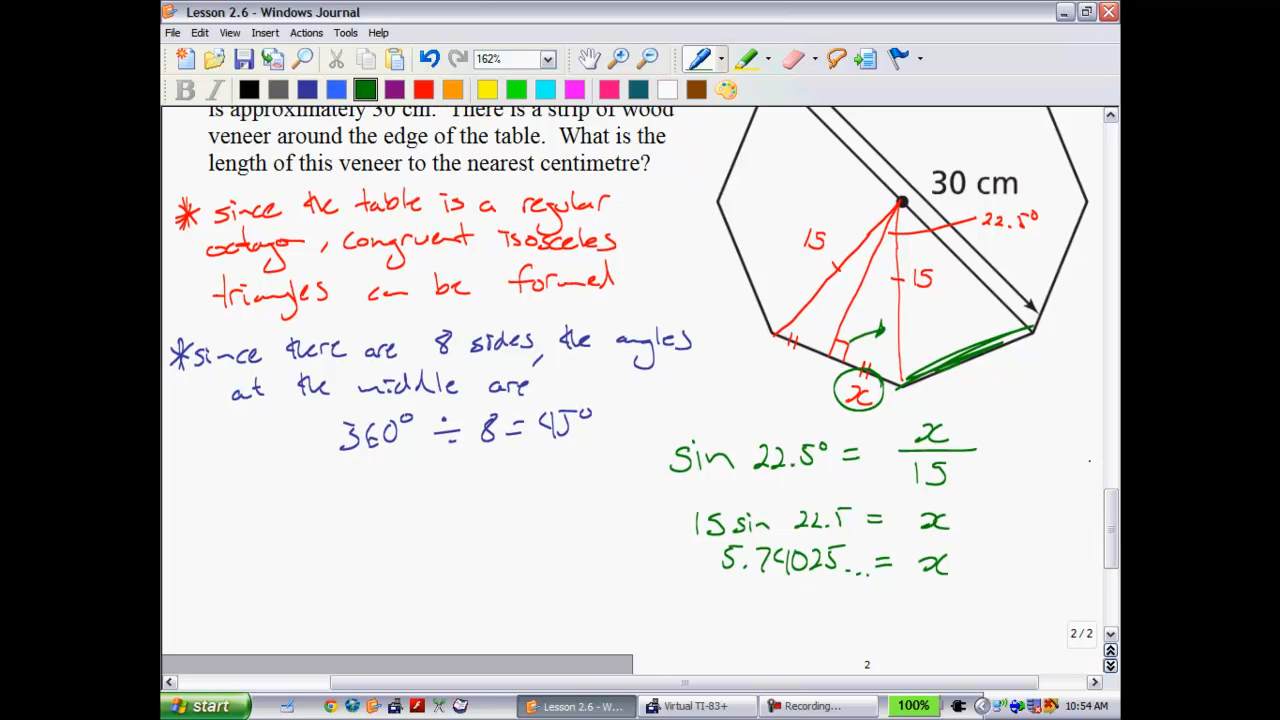 Lesson 2.6 - Windows Journal
File Edit View Insert Actions Tools Help
162%
B I
is approximately 30 cm. There is a strip of wood
veneer around the edge of the table. What is the
length of this veneer to the nearest centimetre?
* since the table is a regular
octagon, congruent isosceles
triangles can be formed
* since there are 8 sides, the angles
at the middle are
360° ÷ 8 = 45°
30 cm
22.5°
15
15
x
sin 22.5° = x/15
15 sin 22.5 = x
5.74025... = x
2 / 2
2
start
Lesson 2.6 - W...
Virtual TI-83+
Recording...
100%
10:54 AM